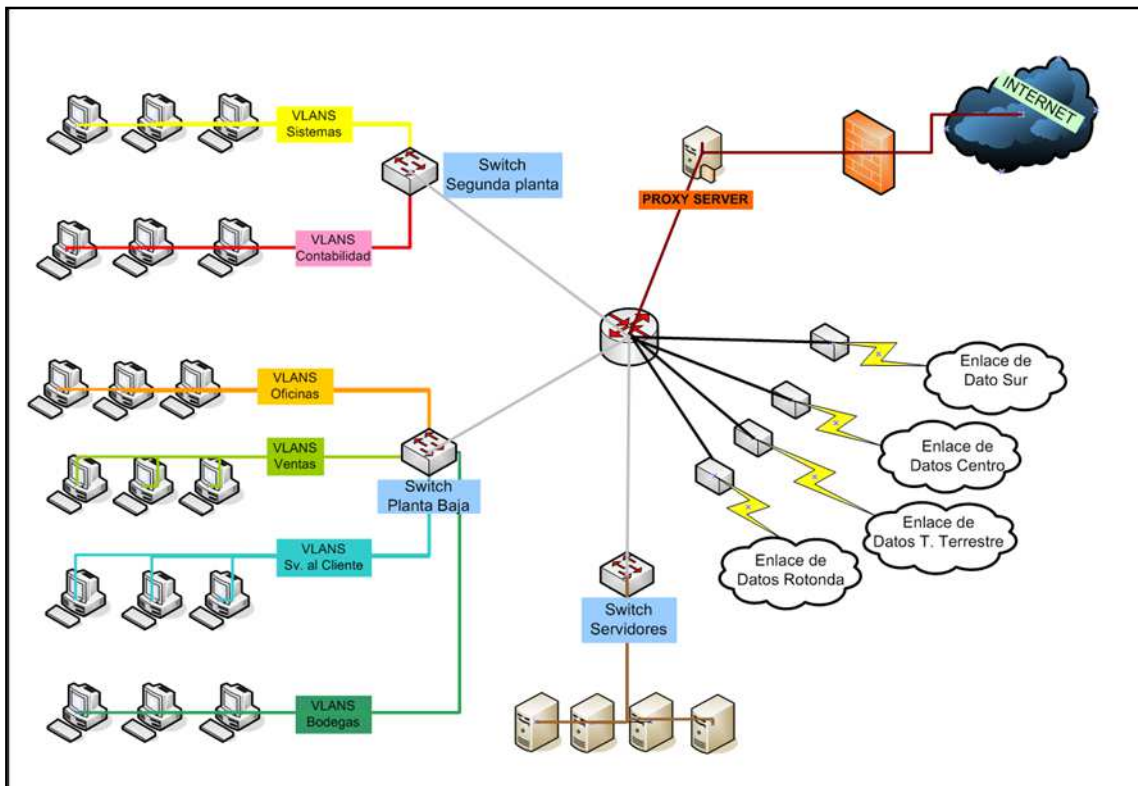 VLANS
Sistemas
Switch
Segunda planta
VLANS
Contabilidad
INTERNET
PROXY SERVER
VLANS
Oficinas
VLANS
Ventas
Switch
Planta Baja
VLANS
Sv. al Cliente
VLANS
Bodegas
Enlace de
Dato Sur
Enlace de
Datos Centro
Enlace de
Datos T. Terrestre
Enlace de
Datos Rotonda
Switch
Servidores